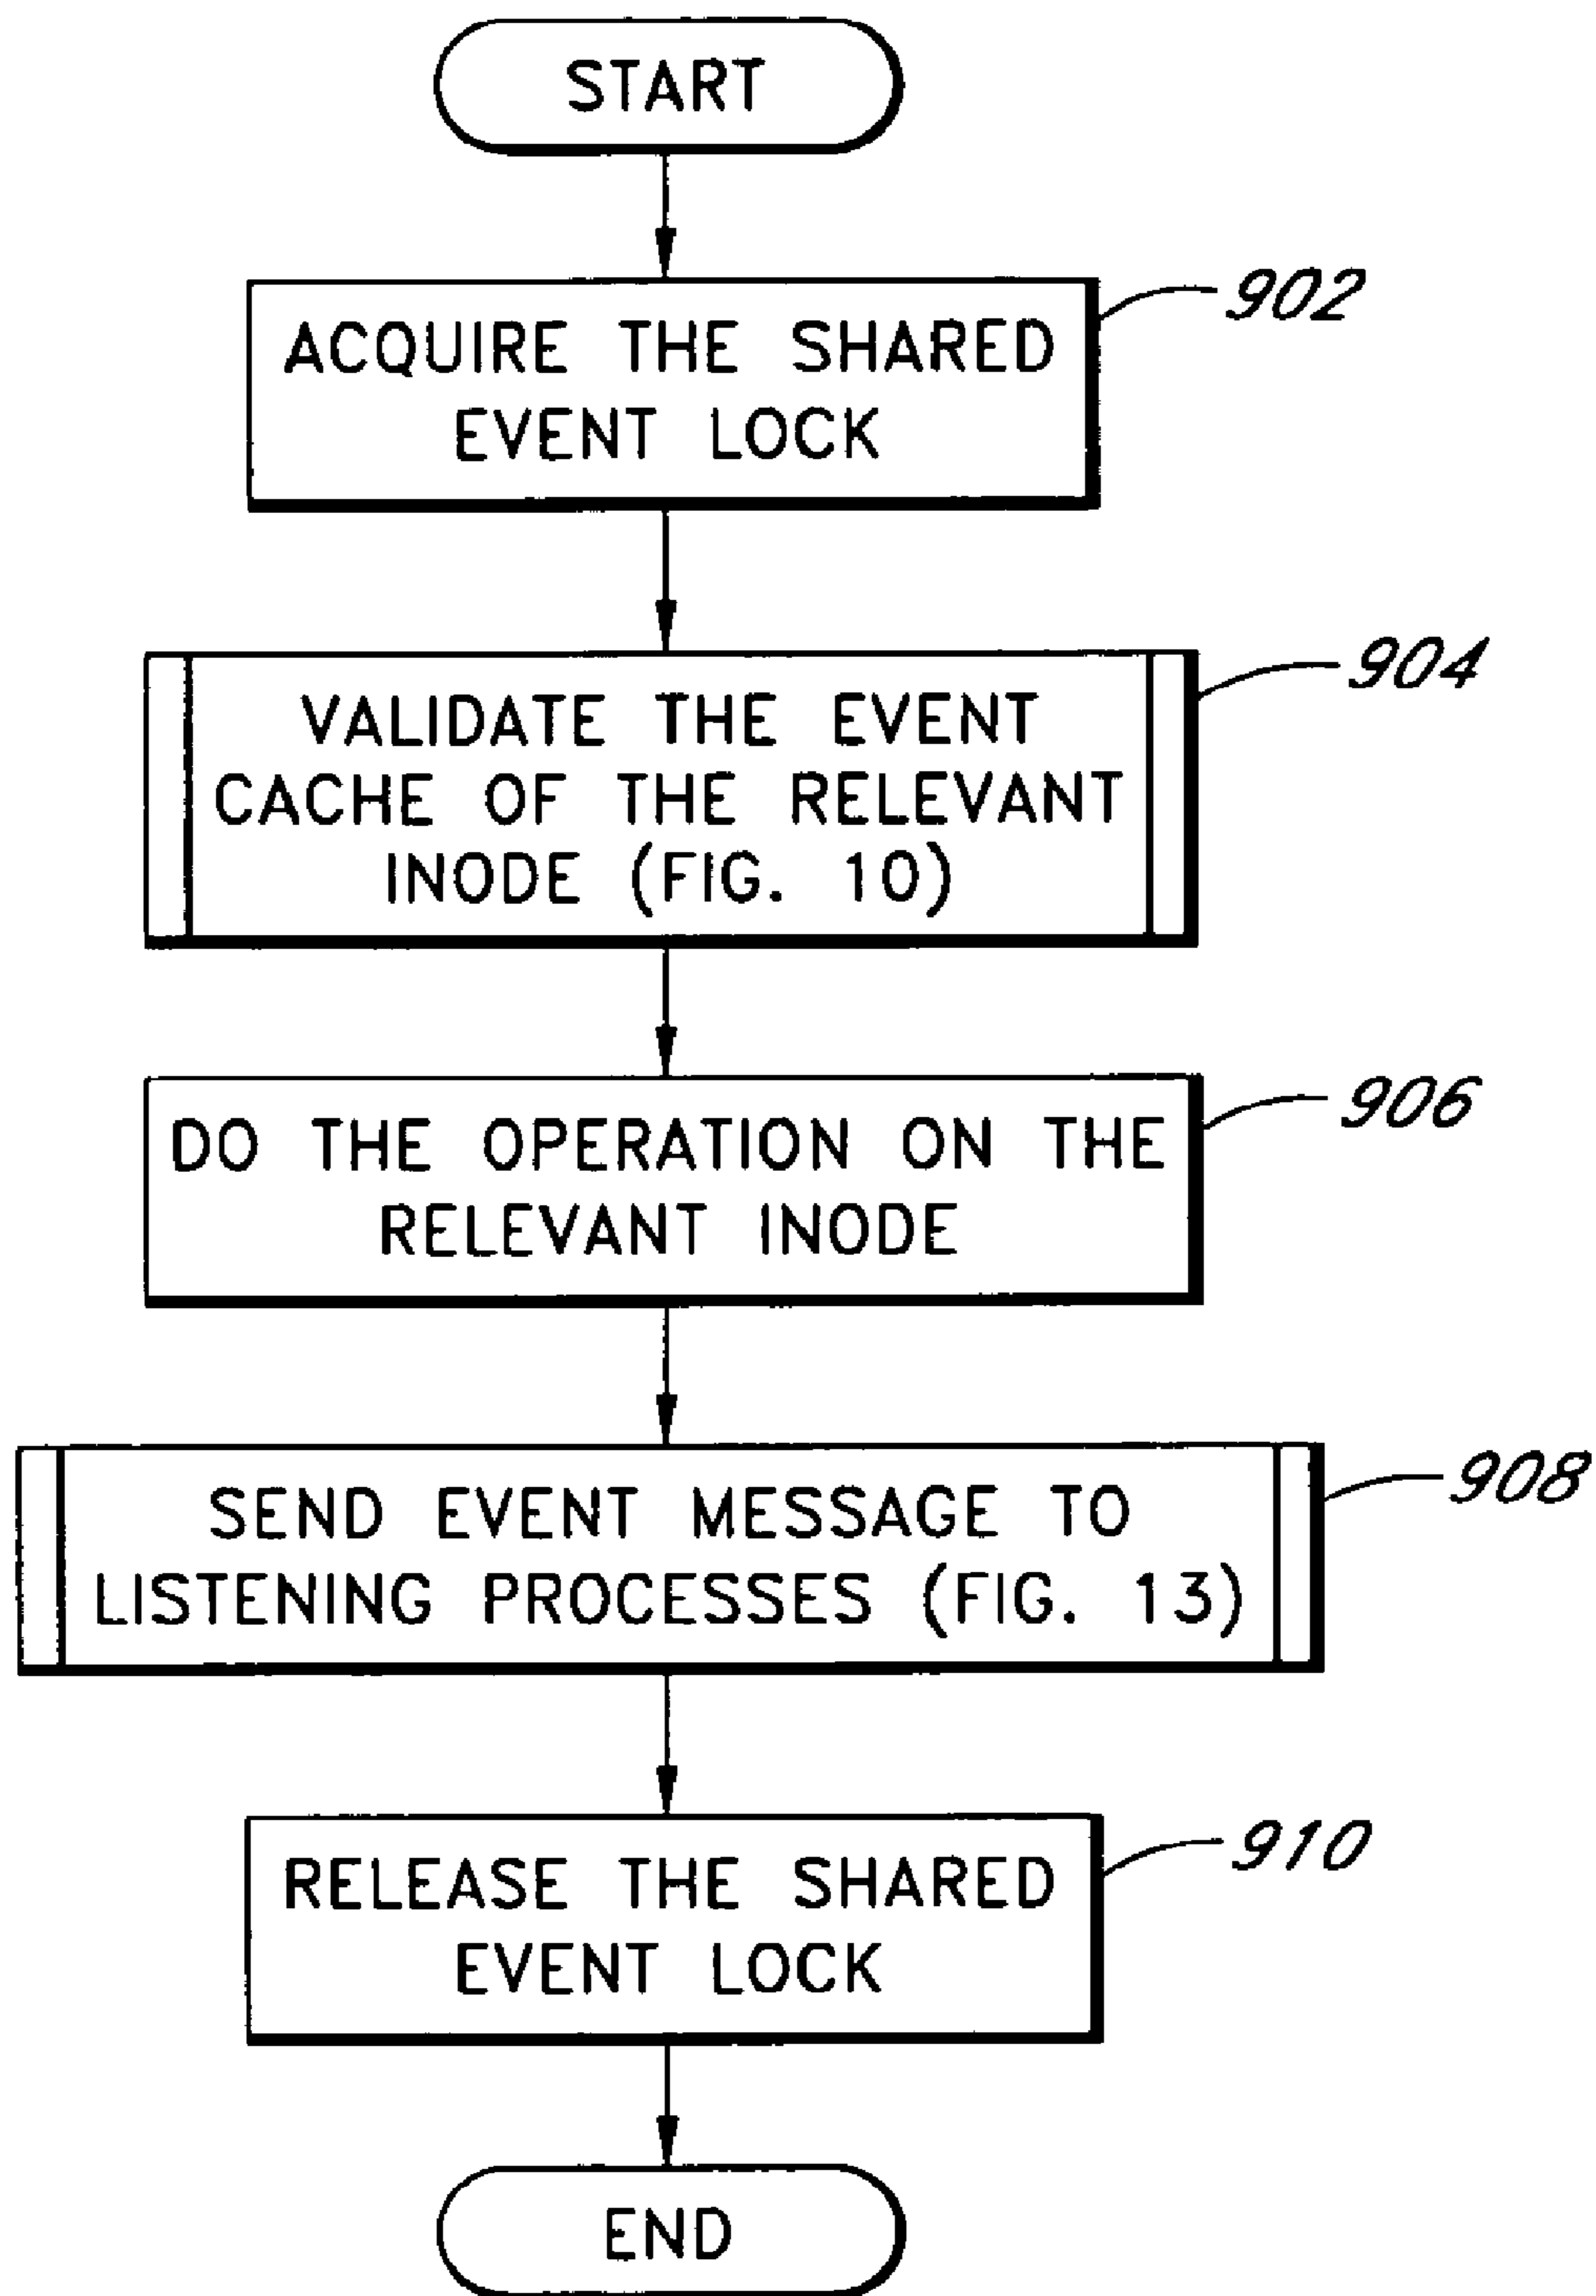 START
ACQUIRE THE SHARED
EVENT LOCK
902
VALIDATE THE EVENT
CACHE OF THE RELEVANT
INODE (FIG. 10)
904
DO THE OPERATION ON THE
RELEVANT INODE
906
SEND EVENT MESSAGE TO
LISTENING PROCESSES (FIG. 13)
908
RELEASE THE SHARED
EVENT LOCK
910
END